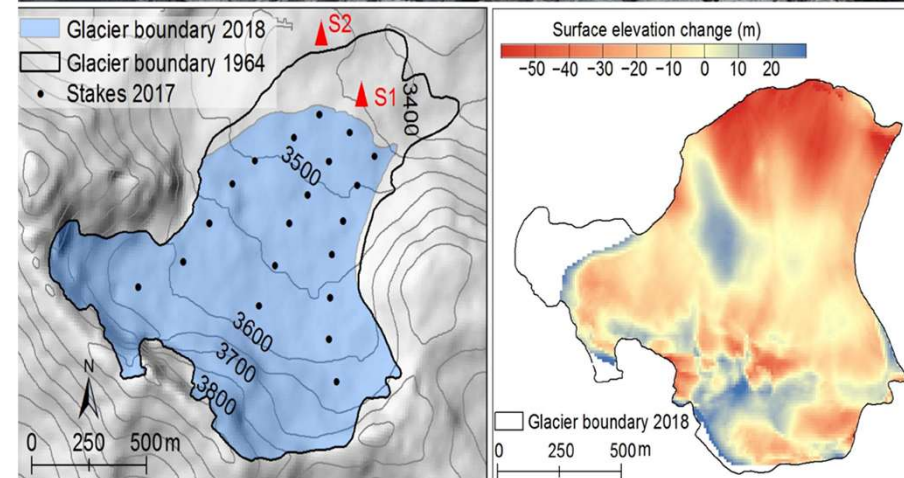 Glacier boundary 2018
Glacier boundary 1964
Stakes 2017
S2
S1
3400
3500
3600
3700
3800
N
0 250 500 m
Surface elevation change (m)
−50 −40 −30 −20 −10 0 10 20
Glacier boundary 2018
0 250 500 m